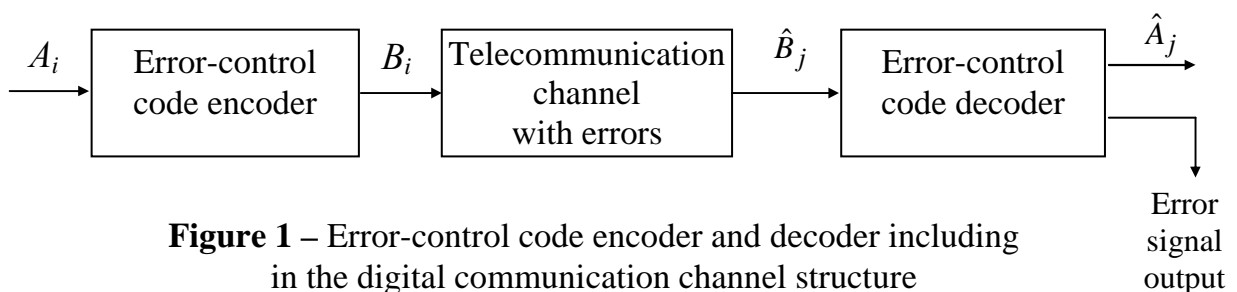 A_i
Error-control
code encoder
B_i
Telecommunication
channel
with errors
B̂_j
Error-control
code decoder
Â_j
Error
signal
output
Figure 1 – Error-control code encoder and decoder including
in the digital communication channel structure